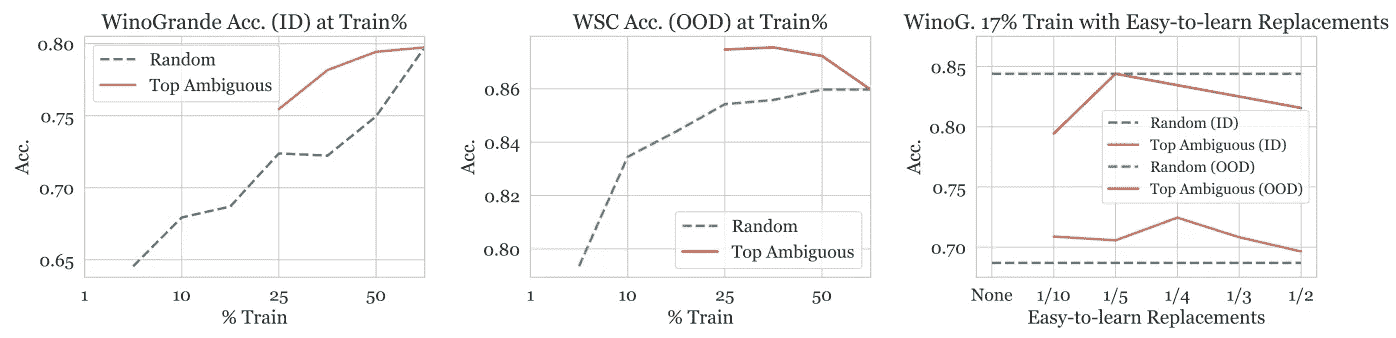 WinoGrande Acc. (ID) at Train%
Acc.
0.80
0.75
0.70
0.65
Random
Top Ambiguous
1 10 25 50
% Train
WSC Acc. (OOD) at Train%
Acc.
0.86
0.84
0.82
0.80
Random
Top Ambiguous
1 10 25 50
% Train
WinoG. 17% Train with Easy-to-learn Replacements
Acc.
0.85
0.80
0.75
0.70
Random (ID)
Top Ambiguous (ID)
Random (OOD)
Top Ambiguous (OOD)
None 1/10 1/5 1/4 1/3 1/2
Easy-to-learn Replacements